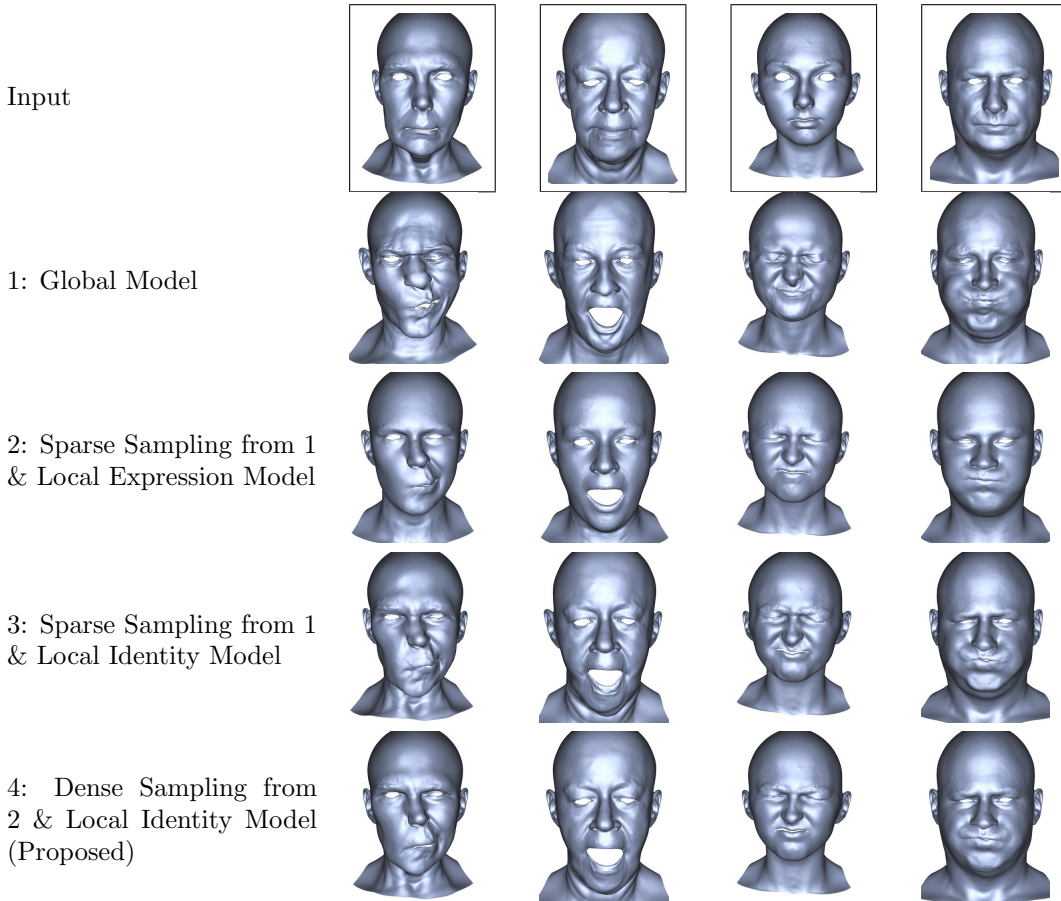 Input
1: Global Model
2: Sparse Sampling from 1
& Local Expression Model
3: Sparse Sampling from 1
& Local Identity Model
4: Dense Sampling from
2 & Local Identity Model
(Proposed)